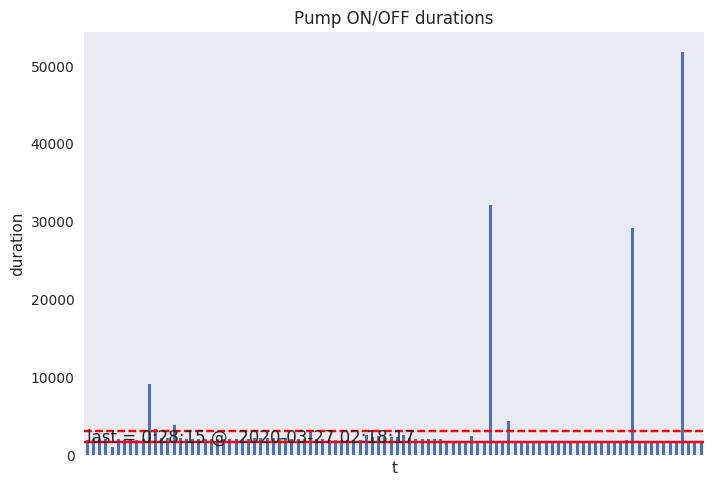 Pump ON/OFF durations
50000
40000
30000
20000
10000
0
duration
last = 0:28:15 @ 2020-03-27 02:18:17
t